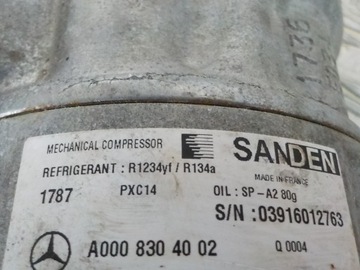 1736
MECHANICAL COMPRESSOR
SANDEN
MADE IN FRANCE
REFRIGERANT : R1234yf / R134a
1787 PXC14 OIL : SP-A2 80g
S/N : 03916012763
A000 830 40 02 Q 0004